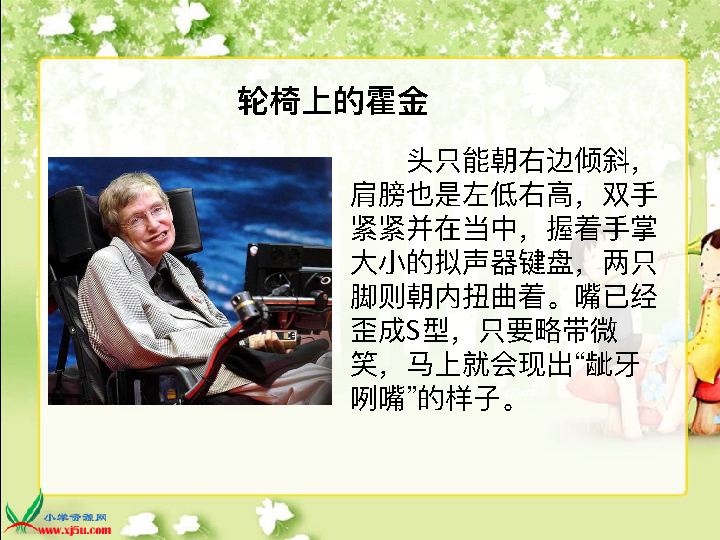 轮椅上的霍金
头只能朝右边倾斜，
肩膀也是左低右高，双手
紧紧并在当中，握着手掌
大小的拟声器键盘，两只
脚则朝内扭曲着。嘴已经
歪成S型，只要略带微
笑，马上就会现出“龇牙
咧嘴”的样子。
小学资源网
www.xj5u.com